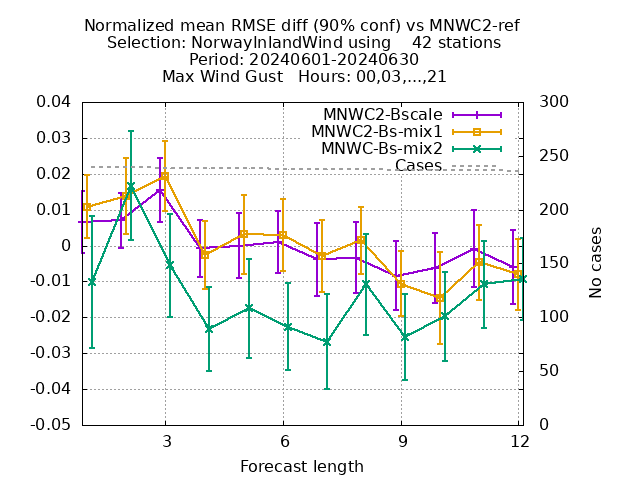 Normalized mean RMSE diff (90% conf) vs MNWC2-ref
Selection: NorwayInlandWind using 42 stations
Period: 20240601-20240630
Max Wind Gust Hours: 00,03,...,21
MNWC2-Bscale
MNWC2-Bs-mix1
MNWC-Bs-mix2
Cases
0.04
0.03
0.02
0.01
0
-0.01
-0.02
-0.03
-0.04
-0.05
300
250
200
150
100
50
0
No cases
3
6
9
12
Forecast length